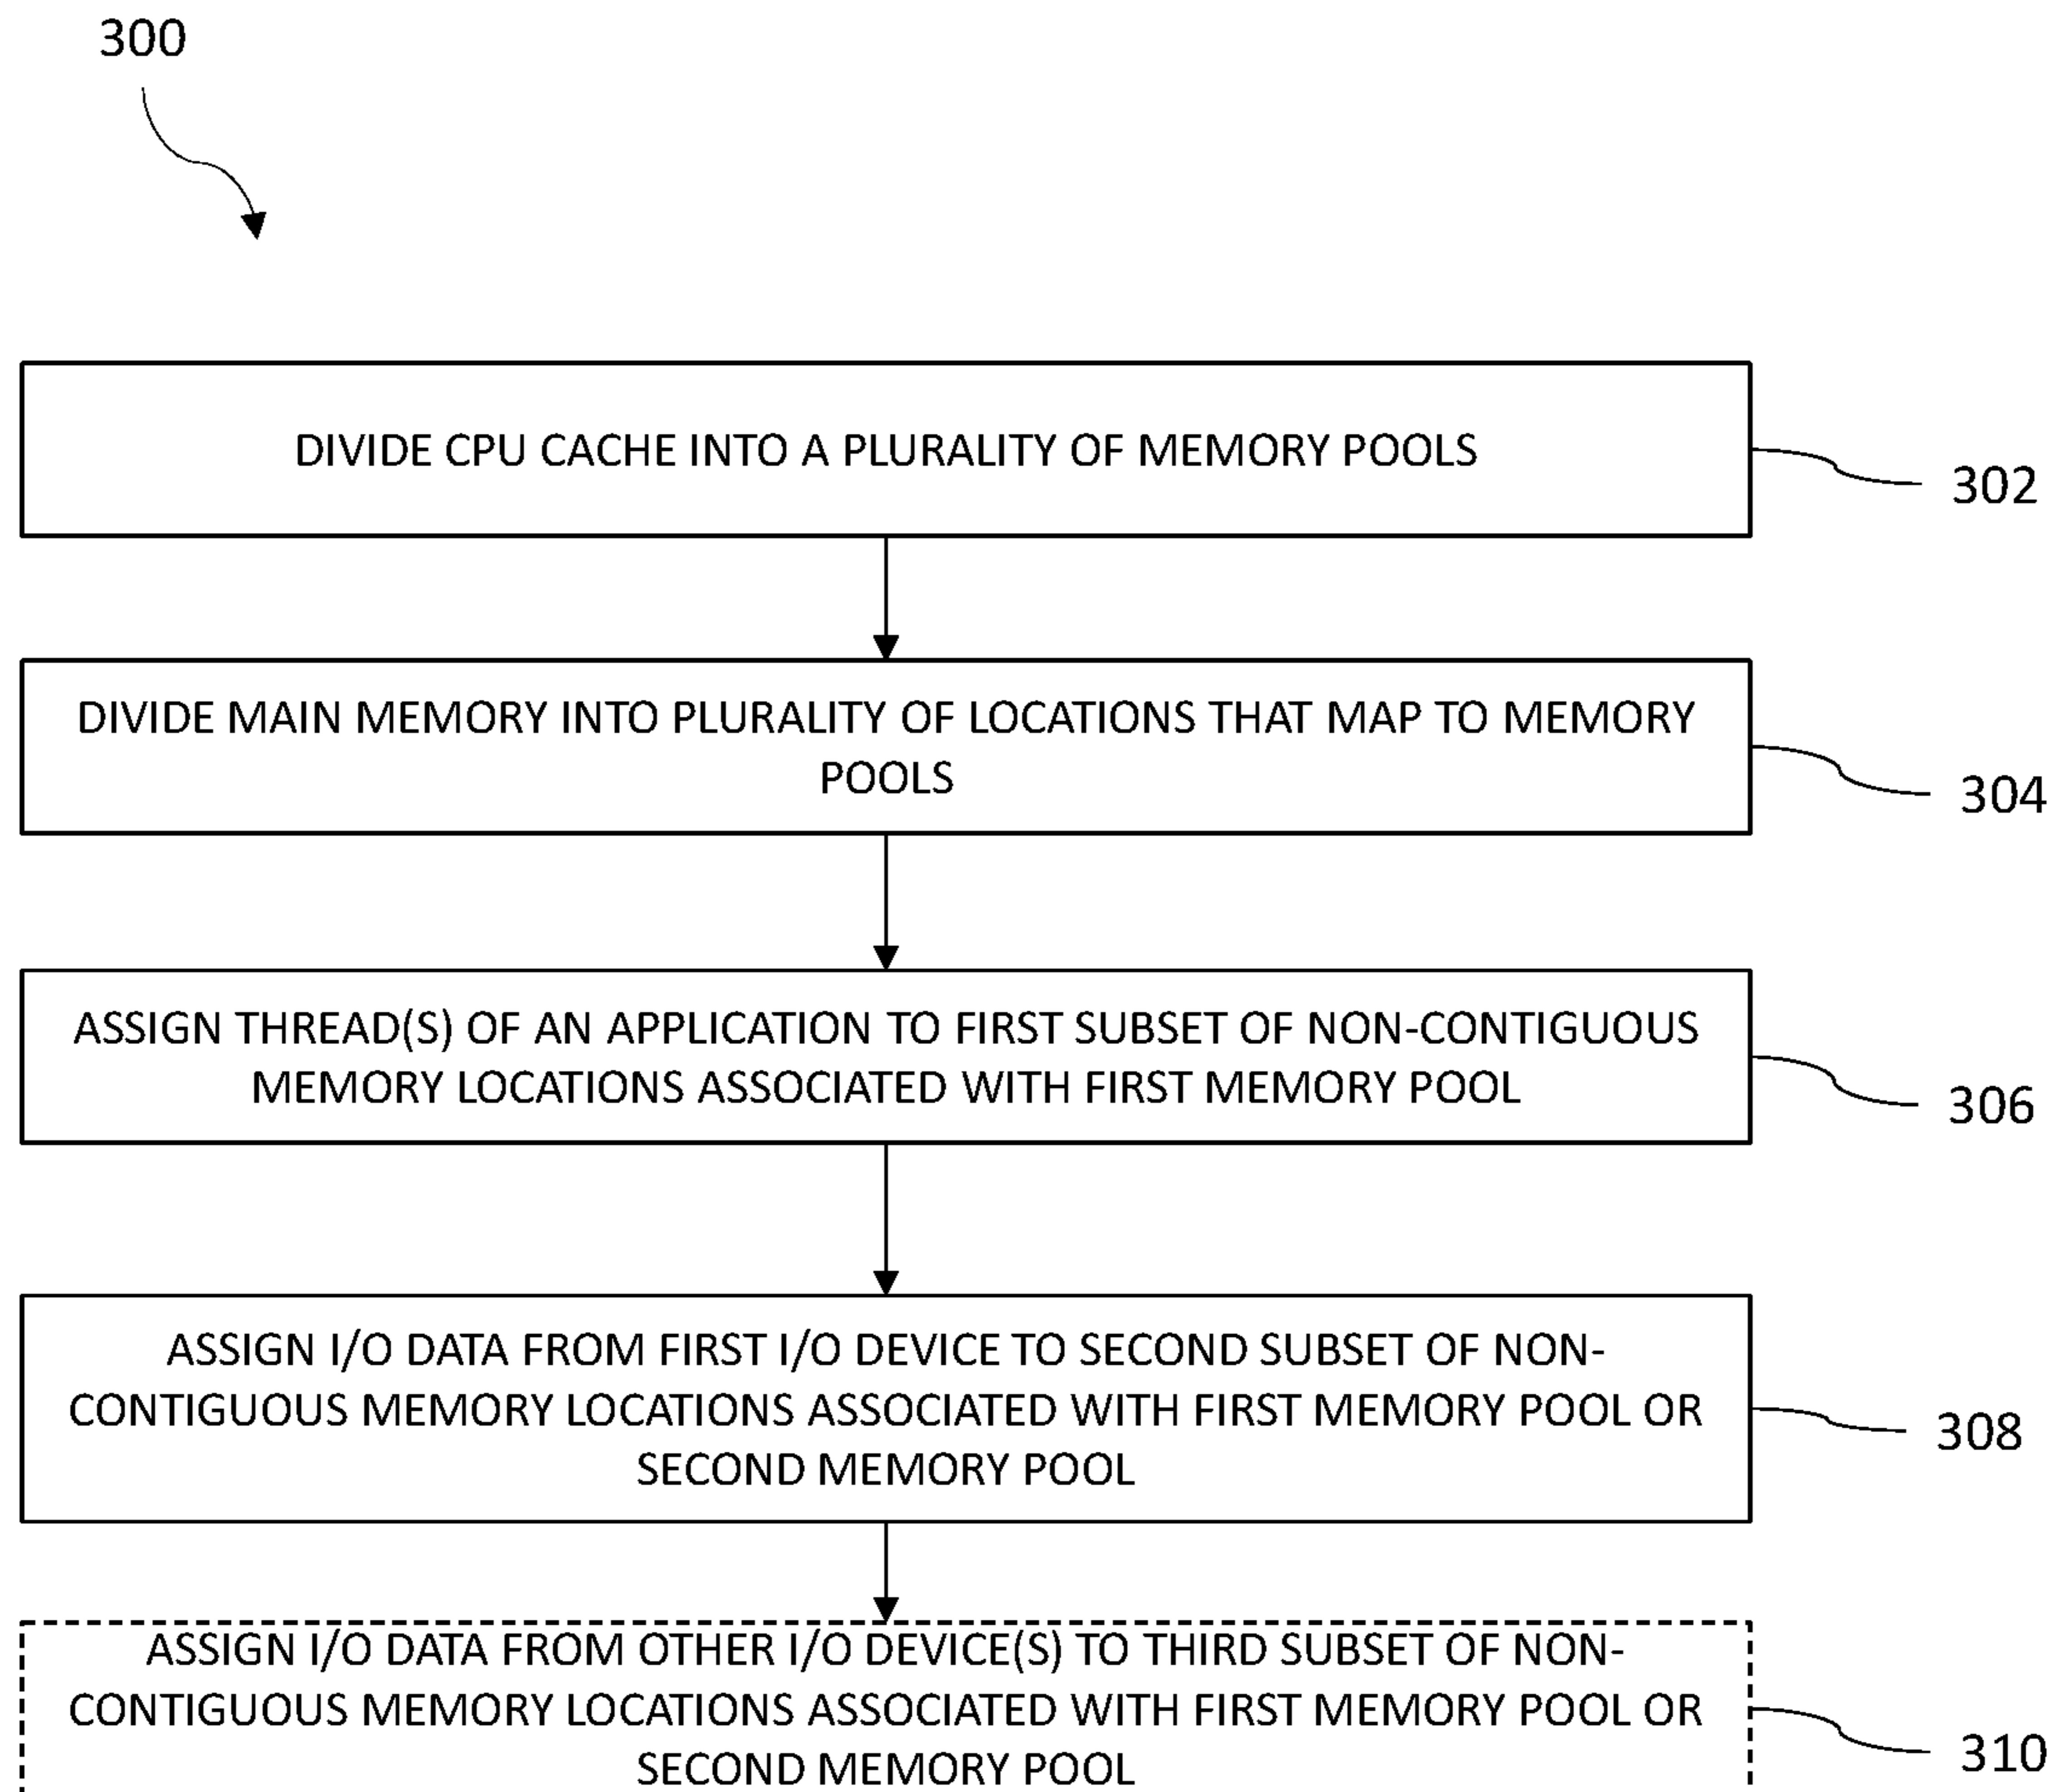 300
DIVIDE CPU CACHE INTO A PLURALITY OF MEMORY POOLS
302
DIVIDE MAIN MEMORY INTO PLURALITY OF LOCATIONS THAT MAP TO MEMORY
POOLS
304
ASSIGN THREAD(S) OF AN APPLICATION TO FIRST SUBSET OF NON-CONTIGUOUS
MEMORY LOCATIONS ASSOCIATED WITH FIRST MEMORY POOL
306
ASSIGN I/O DATA FROM FIRST I/O DEVICE TO SECOND SUBSET OF NON-
CONTIGUOUS MEMORY LOCATIONS ASSOCIATED WITH FIRST MEMORY POOL OR
SECOND MEMORY POOL
308
ASSIGN I/O DATA FROM OTHER I/O DEVICE(S) TO THIRD SUBSET OF NON-
CONTIGUOUS MEMORY LOCATIONS ASSOCIATED WITH FIRST MEMORY POOL OR
SECOND MEMORY POOL
310